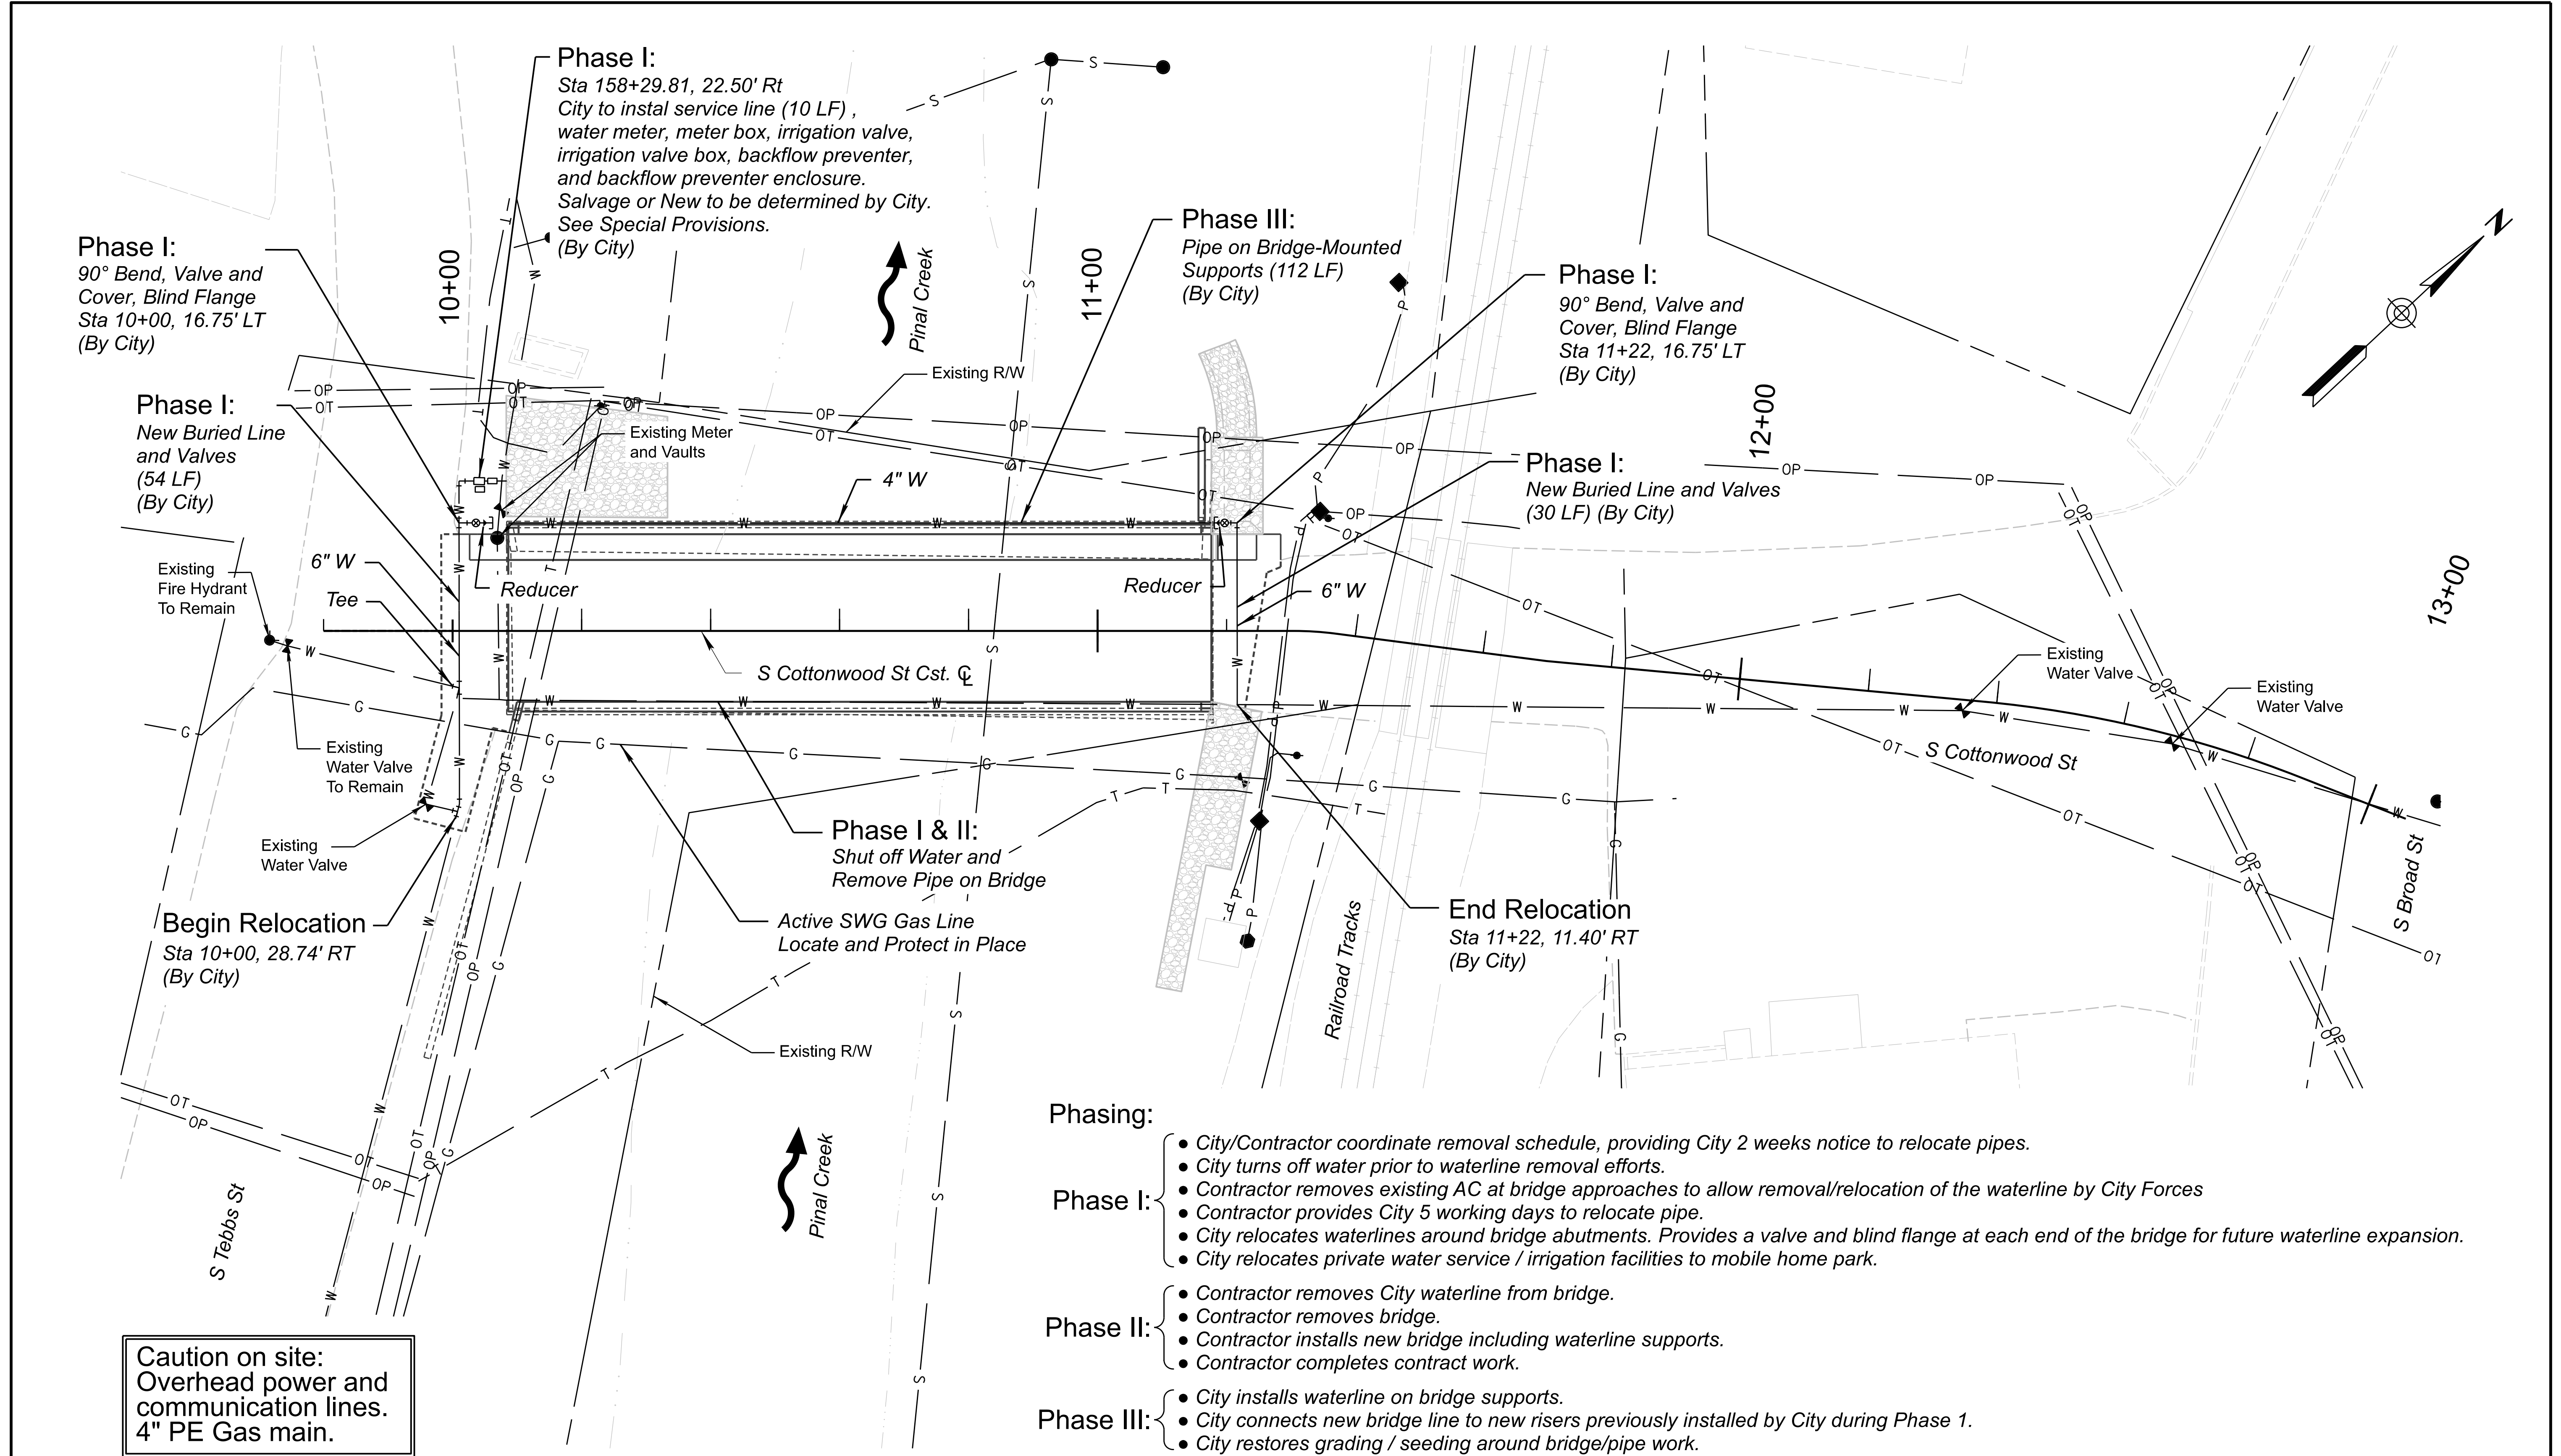 Phase I:
Sta 158+29.81, 22.50' Rt
City to instal service line (10 LF) ,
water meter, meter box, irrigation valve,
irrigation valve box, backflow preventer,
and backflow preventer enclosure.
Salvage or New to be determined by City.
See Special Provisions.
(By City)
Phase I:
90° Bend, Valve and
Cover, Blind Flange
Sta 10+00, 16.75' LT
(By City)
10+00
Pinal Creek
11+00
Phase III:
Pipe on Bridge-Mounted
Supports (112 LF)
(By City)
Phase I:
90° Bend, Valve and
Cover, Blind Flange
Sta 11+22, 16.75' LT
(By City)
N
Phase I:
New Buried Line
and Valves
(54 LF)
(By City)
Existing R/W
Existing Meter
and Vaults
4" W
12+00
Phase I:
New Buried Line and Valves
(30 LF) (By City)
6" W
Tee
Existing
Fire Hydrant
To Remain
Reducer
Reducer
6" W
13+00
S Cottonwood St Cst. ℄
Existing
Water Valve
Existing
Water Valve
Existing
Water Valve
To Remain
S Cottonwood St
Existing
Water Valve
Phase I & II:
Shut off Water and
Remove Pipe on Bridge
Active SWG Gas Line
Locate and Protect in Place
Begin Relocation
Sta 10+00, 28.74' RT
(By City)
End Relocation
Sta 11+22, 11.40' RT
(By City)
Railroad Tracks
S Broad St
Existing R/W
S Tebbs St
Pinal Creek
Phasing:
Phase I:
● City/Contractor coordinate removal schedule, providing City 2 weeks notice to relocate pipes.
● City turns off water prior to waterline removal efforts.
● Contractor removes existing AC at bridge approaches to allow removal/relocation of the waterline by City Forces
● Contractor provides City 5 working days to relocate pipe.
● City relocates waterlines around bridge abutments. Provides a valve and blind flange at each end of the bridge for future waterline expansion.
● City relocates private water service / irrigation facilities to mobile home park.
Phase II:
● Contractor removes City waterline from bridge.
● Contractor removes bridge.
● Contractor installs new bridge including waterline supports.
● Contractor completes contract work.
Phase III:
● City installs waterline on bridge supports.
● City connects new bridge line to new risers previously installed by City during Phase 1.
● City restores grading / seeding around bridge/pipe work.
Caution on site:
Overhead power and
communication lines.
4" PE Gas main.